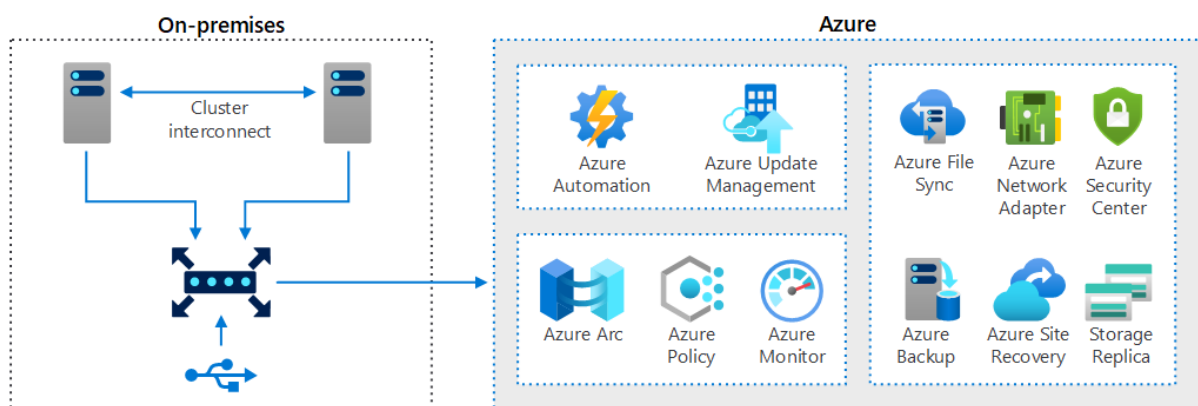 On-premises
Cluster
interconnect
Azure
Azure
Automation
Azure Update
Management
Azure Arc
Azure
Policy
Azure
Monitor
Azure File
Sync
Azure
Network
Adapter
Azure
Security
Center
Azure
Backup
Azure Site
Recovery
Storage
Replica